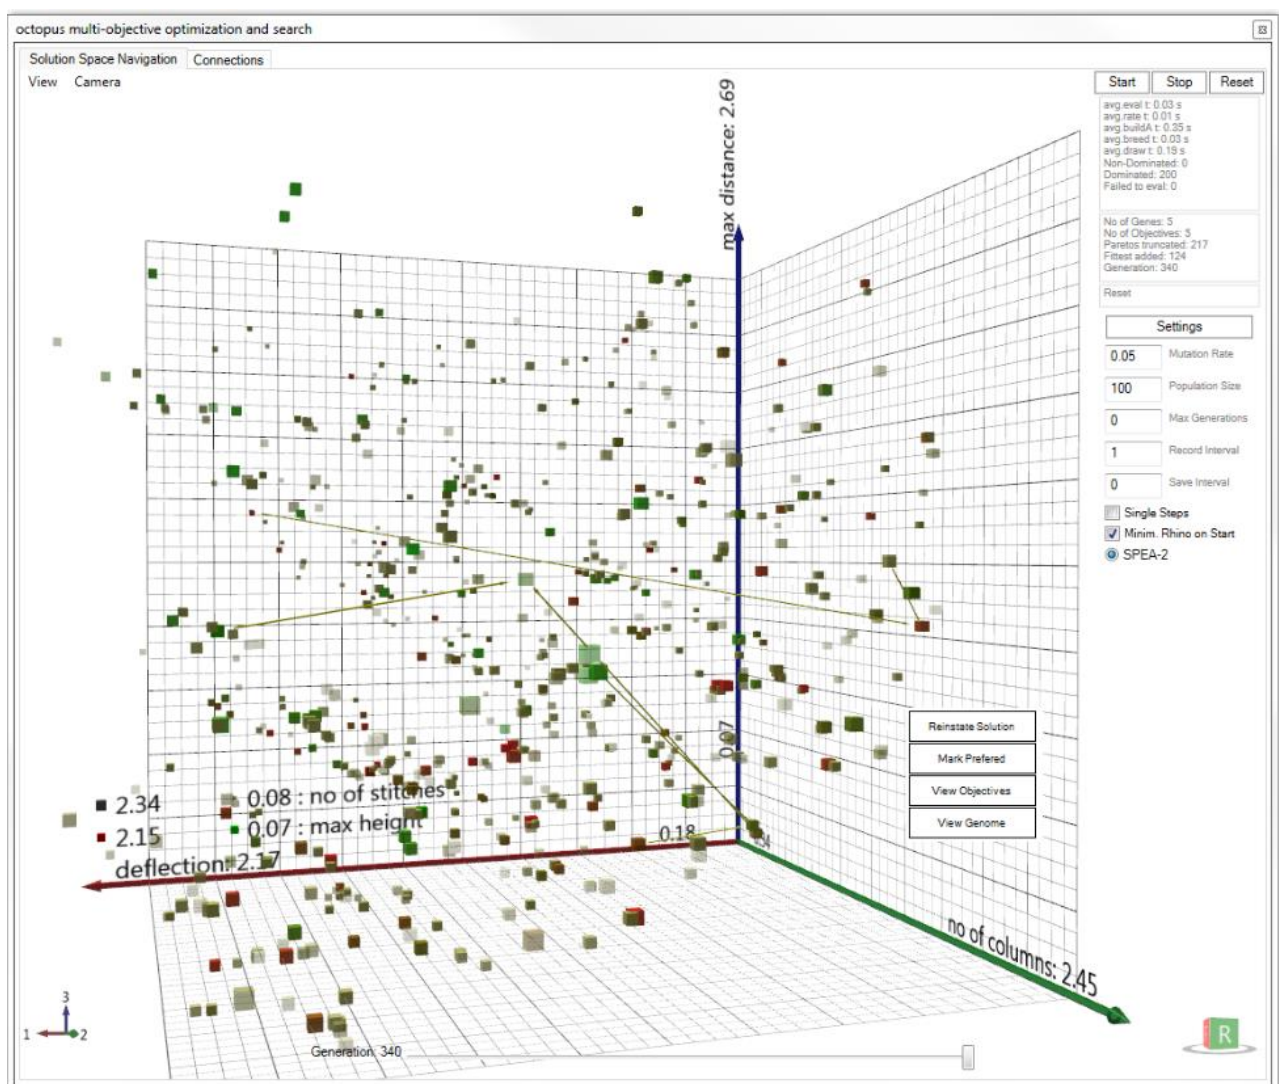 octopus multi-objective optimization and search
Solution Space Navigation Connections
View Camera
Start Stop Reset
avg.eval t: 0.03 s
avg.rate t: 0.01 s
avg.buildA t: 0.35 s
avg.breed t: 0.03 s
avg.draw t: 0.19 s
Non-Dominated: 0
Dominated: 200
Failed to eval: 0
No of Genes: 5
No of Objectives: 5
Paretos truncated: 217
Fittest added: 124
Generation: 340
Reset
Settings
0.05 Mutation Rate
100 Population Size
0 Max Generations
1 Record Interval
0 Save Interval
Single Steps
Minim. Rhino on Start
SPEA-2
max distance: 2.69
0.07
Reinstate Solution
Mark Prefered
View Objectives
View Genome
2.34 0.08 : no of stitches
2.15 0.07 : max height
deflection: 2.17
0.18
no of columns: 2.45
3
1 2
Generation: 340
R